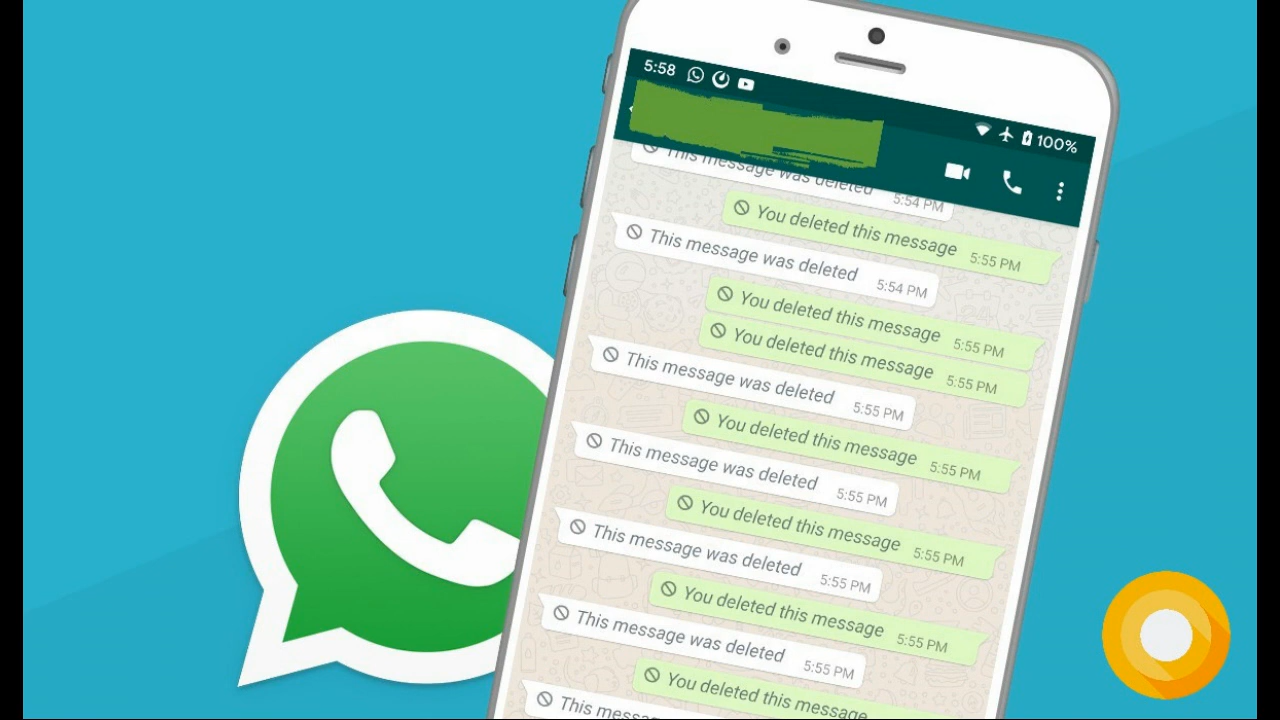 5:58
100%
This message was deleted
5:54 PM
You deleted this message 5:55 PM
This message was deleted 5:54 PM
You deleted this message 5:55 PM
You deleted this message 5:55 PM
This message was deleted 5:55 PM
You deleted this message 5:55 PM
This message was deleted 5:55 PM
You deleted this message 5:55 PM
This message was deleted 5:55 PM
You deleted this message 5:55 PM
This message was deleted 5:55 PM
You deleted this message
This